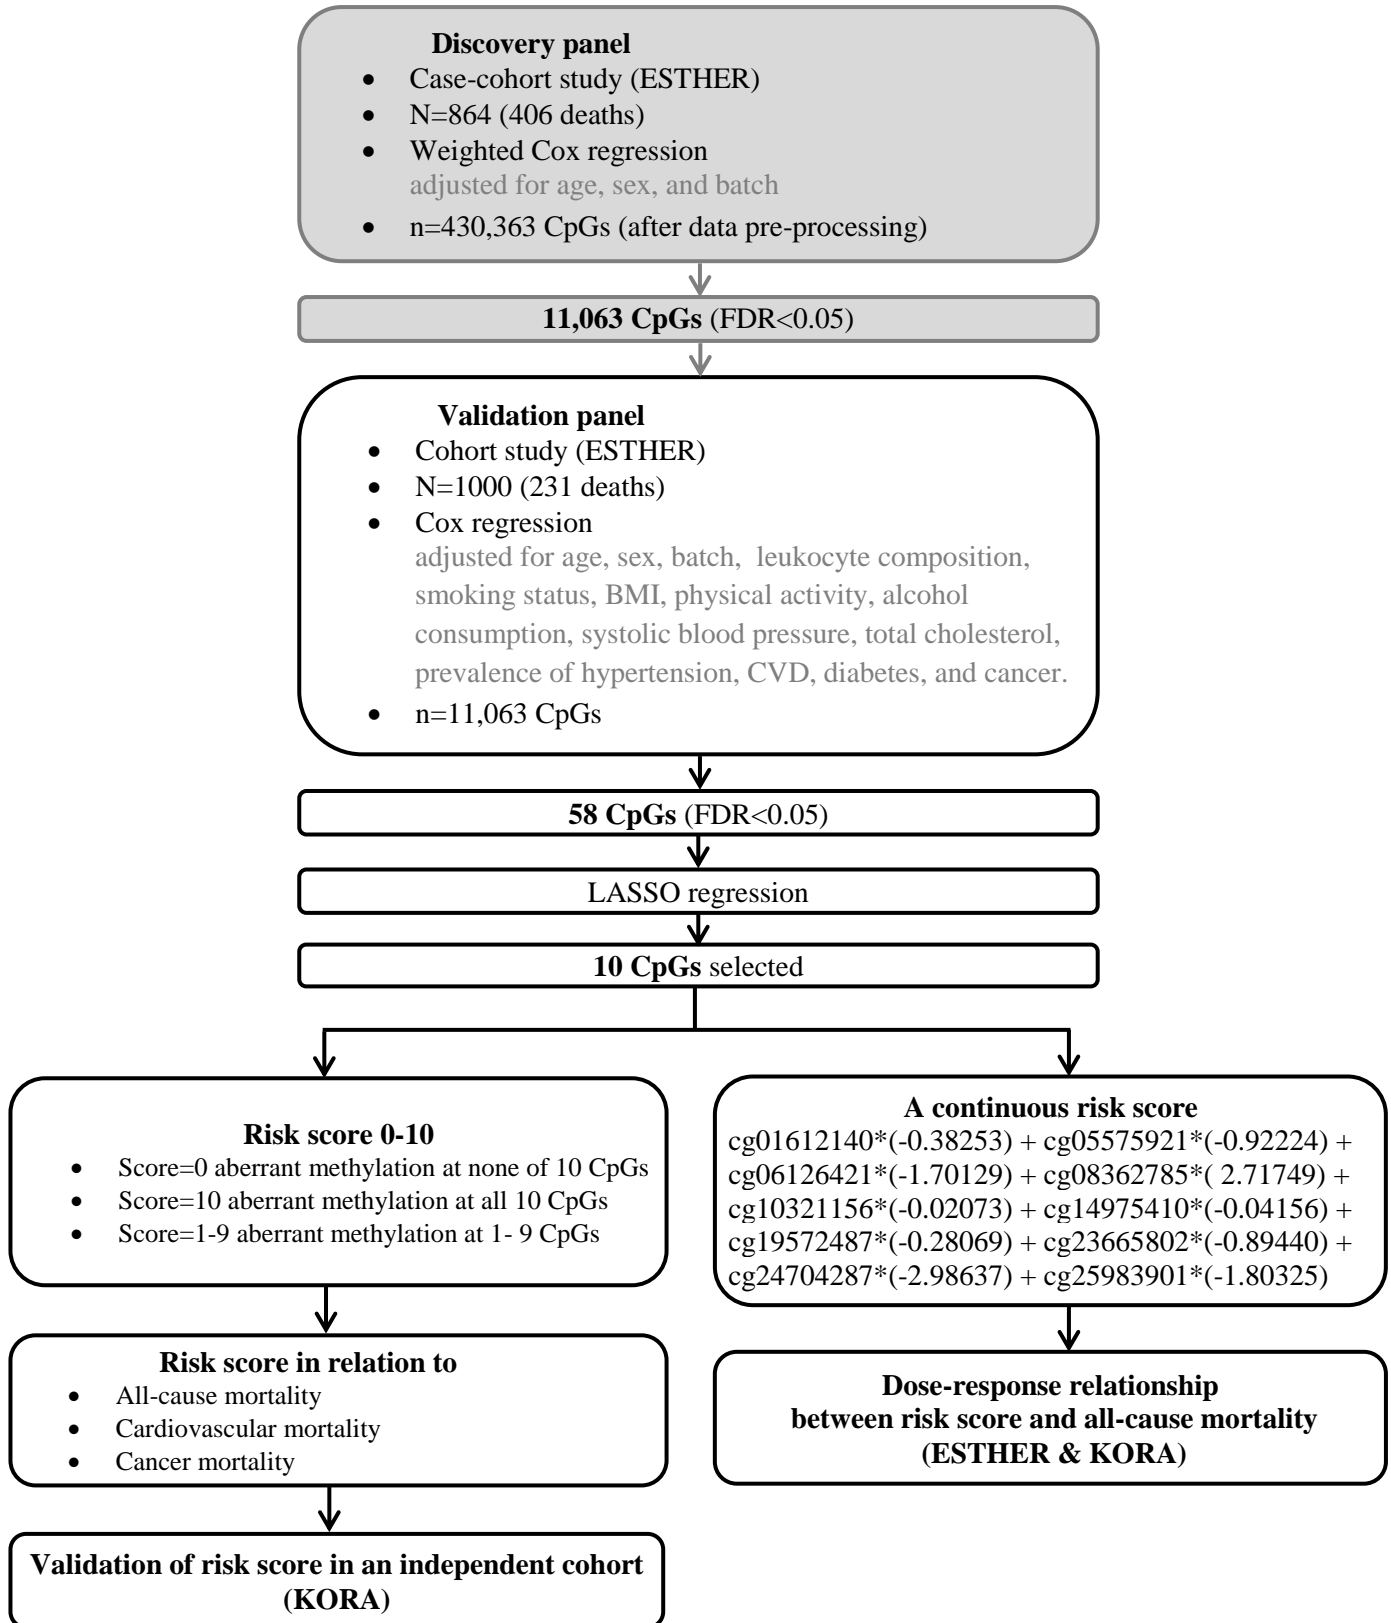 Discovery panel
• Case-cohort study (ESTHER)
• N=864 (406 deaths)
• Weighted Cox regression
adjusted for age, sex, and batch
• n=430,363 CpGs (after data pre-processing)
11,063 CpGs (FDR<0.05)
Validation panel
• Cohort study (ESTHER)
• N=1000 (231 deaths)
• Cox regression
adjusted for age, sex, batch, leukocyte composition,
smoking status, BMI, physical activity, alcohol
consumption, systolic blood pressure, total cholesterol,
prevalence of hypertension, CVD, diabetes, and cancer.
• n=11,063 CpGs
58 CpGs (FDR<0.05)
LASSO regression
10 CpGs selected
Risk score 0-10
• Score=0 aberrant methylation at none of 10 CpGs
• Score=10 aberrant methylation at all 10 CpGs
• Score=1-9 aberrant methylation at 1- 9 CpGs
Risk score in relation to
• All-cause mortality
• Cardiovascular mortality
• Cancer mortality
Validation of risk score in an independent cohort
(KORA)
A continuous risk score
cg01612140*(-0.38253) + cg05575921*(-0.92224) +
cg06126421*(-1.70129) + cg08362785*( 2.71749) +
cg10321156*(-0.02073) + cg14975410*(-0.04156) +
cg19572487*(-0.28069) + cg23665802*(-0.89440) +
cg24704287*(-2.98637) + cg25983901*(-1.80325)
Dose-response relationship
between risk score and all-cause mortality
(ESTHER & KORA)